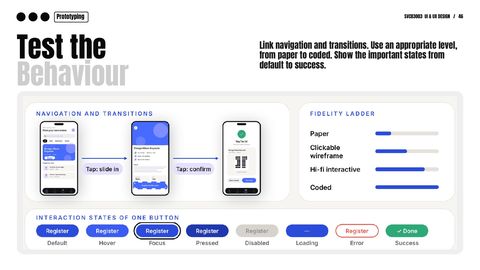 Prototyping
SVCD2003 UI & UX DESIGN / 46
Test the
Behaviour
Link navigation and transitions. Use an appropriate level,
from paper to coded. Show the important states from
default to success.
NAVIGATION AND TRANSITIONS
Tap: slide in
Tap: confirm
FIDELITY LADDER
Paper
Clickable
wireframe
Hi-fi interactive
Coded
INTERACTION STATES OF ONE BUTTON
Register Register Register Register Register ... Error ✓ Done
Default Hover Focus Pressed Disabled Loading Error Success